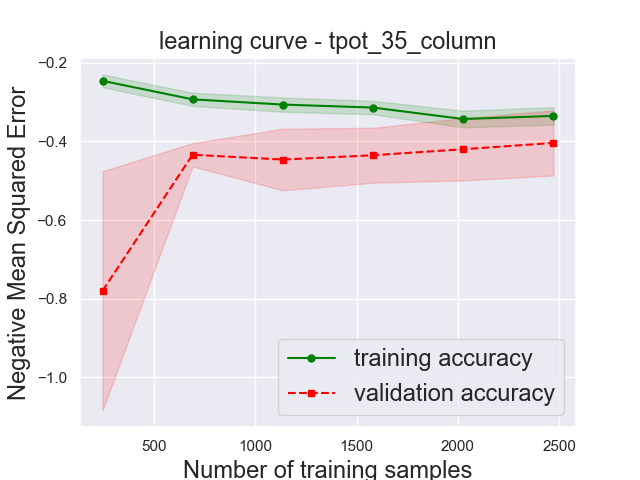 learning curve - tpot_35_column
Negative Mean Squared Error
−0.2
−0.4
−0.6
−0.8
−1.0
training accuracy
validation accuracy
500
1000
1500
2000
2500
Number of training samples